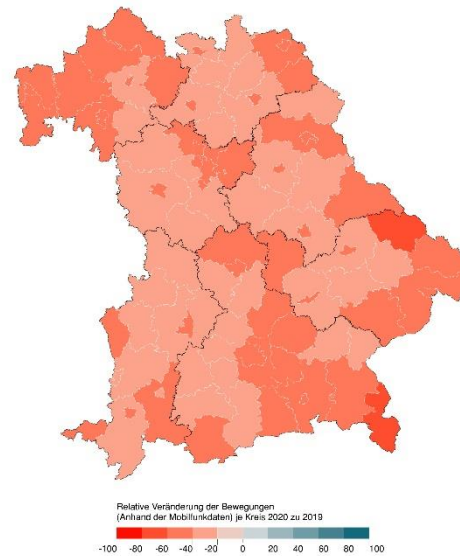 Relative Veränderung der Bewegungen
(Anhand der Mobilfunkdaten) je Kreis 2020 zu 2019
-100 -80 -60 -40 -20 0 20 40 60 80 100